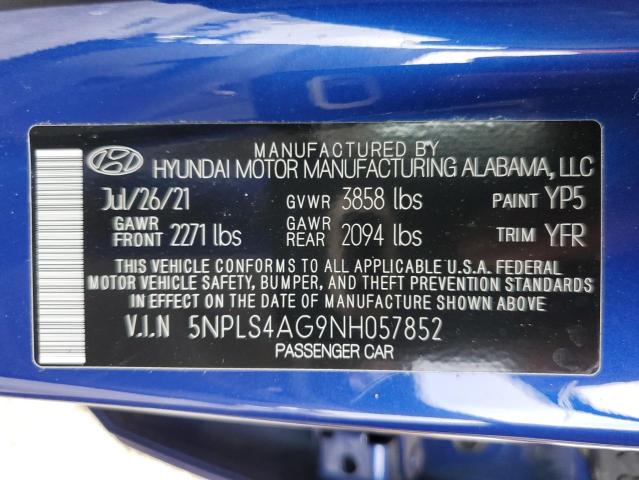 MANUFACTURED BY
HYUNDAI MOTOR MANUFACTURING ALABAMA, LLC
Jul/26/21 GVWR 3858 lbs PAINT YP5
GAWR FRONT 2271 lbs GAWR REAR 2094 lbs TRIM YFR
THIS VEHICLE CONFORMS TO ALL APPLICABLE U.S.A. FEDERAL
MOTOR VEHICLE SAFETY, BUMPER, AND THEFT PREVENTION STANDARDS
IN EFFECT ON THE DATE OF MANUFACTURE SHOWN ABOVE.
V.I.N 5NPLS4AG9NH057852
PASSENGER CAR